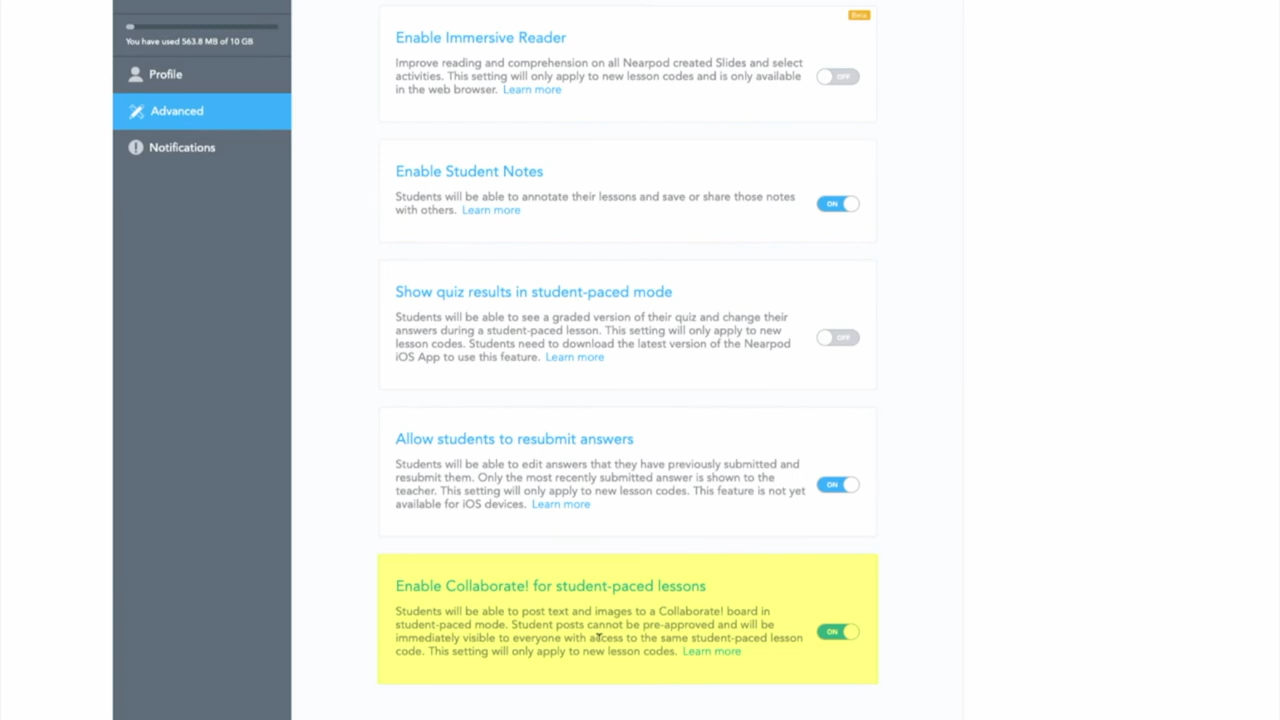 You have used 563.8 MB of 10 GB
Profile
Advanced
Notifications
Beta
Enable Immersive Reader
Improve reading and comprehension on all Nearpod created Slides and select
activities. This setting will only apply to new lesson codes and is only available
in the web browser. Learn more
OFF
Enable Student Notes
Students will be able to annotate their lessons and save or share those notes
with others. Learn more
ON
Show quiz results in student-paced mode
Students will be able to see a graded version of their quiz and change their
answers during a student-paced lesson. This setting will only apply to new
lesson codes. Students need to download the latest version of the Nearpod
iOS App to use this feature. Learn more
OFF
Allow students to resubmit answers
Students will be able to edit answers that they have previously submitted and
resubmit them. Only the most recently submitted answer is shown to the
teacher. This setting will only apply to new lesson codes. This feature is not yet
available for iOS devices. Learn more
ON
Enable Collaborate! for student-paced lessons
Students will be able to post text and images to a Collaborate! board in
student-paced mode. Student posts cannot be pre-approved and will be
immediately visible to everyone with access to the same student-paced lesson
code. This setting will only apply to new lesson codes. Learn more
ON